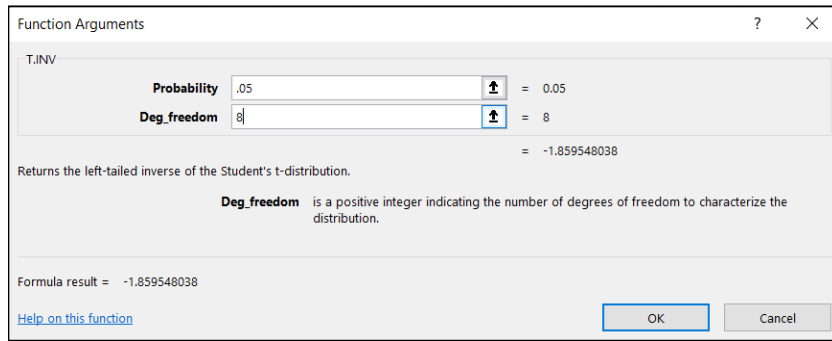 Function Arguments ? ×
T.INV
Probability .05 = 0.05
Deg_freedom 8 = 8
= -1.859548038
Returns the left-tailed inverse of the Student's t-distribution.
Deg_freedom is a positive integer indicating the number of degrees of freedom to characterize the
distribution.
Formula result = -1.859548038
Help on this function OK Cancel